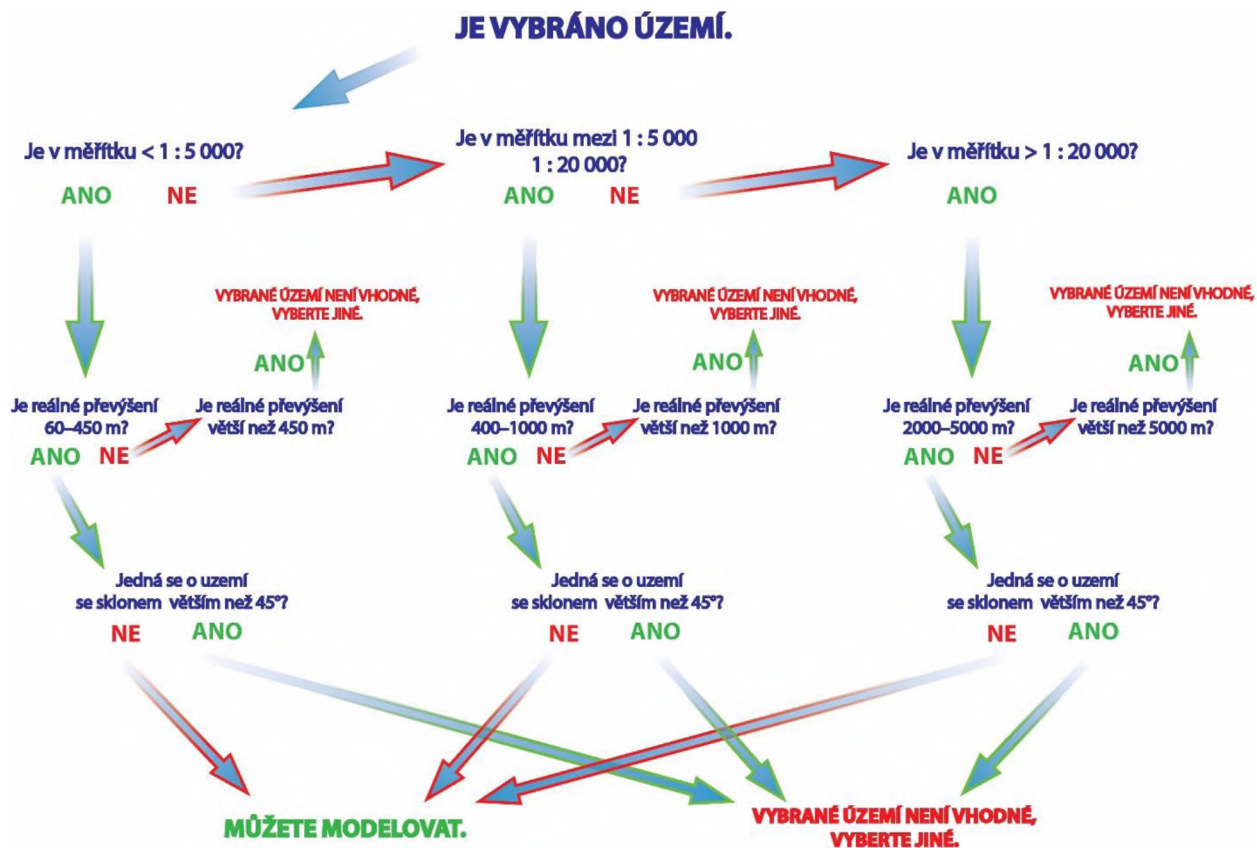 JE VYBRÁNO ÚZEMÍ.
Je v měřítku < 1 : 5 000?
ANO NE
Je v měřítku mezi 1 : 5 000
1 : 20 000?
ANO NE
Je v měřítku > 1 : 20 000?
ANO
VYBRANÉ ÚZEMÍ NENÍ VHODNÉ,
VYBERTE JINÉ.
ANO
VYBRANÉ ÚZEMÍ NENÍ VHODNÉ,
VYBERTE JINÉ.
ANO
VYBRANÉ ÚZEMÍ NENÍ VHODNÉ,
VYBERTE JINÉ.
ANO
Je reálné převýšení
60–450 m?
ANO NE
Je reálné převýšení
větší než 450 m?
Je reálné převýšení
400–1000 m?
ANO NE
Je reálné převýšení
větší než 1000 m?
Je reálné převýšení
2000–5000 m?
ANO NE
Je reálné převýšení
větší než 5000 m?
Jedná se o uzemí
se sklonem větším než 45°?
NE ANO
Jedná se o uzemí
se sklonem větším než 45°?
NE ANO
Jedná se o uzemí
se sklonem větším než 45°?
NE ANO
MŮŽETE MODELOVAT.
VYBRANÉ ÚZEMÍ NENÍ VHODNÉ,
VYBERTE JINÉ.